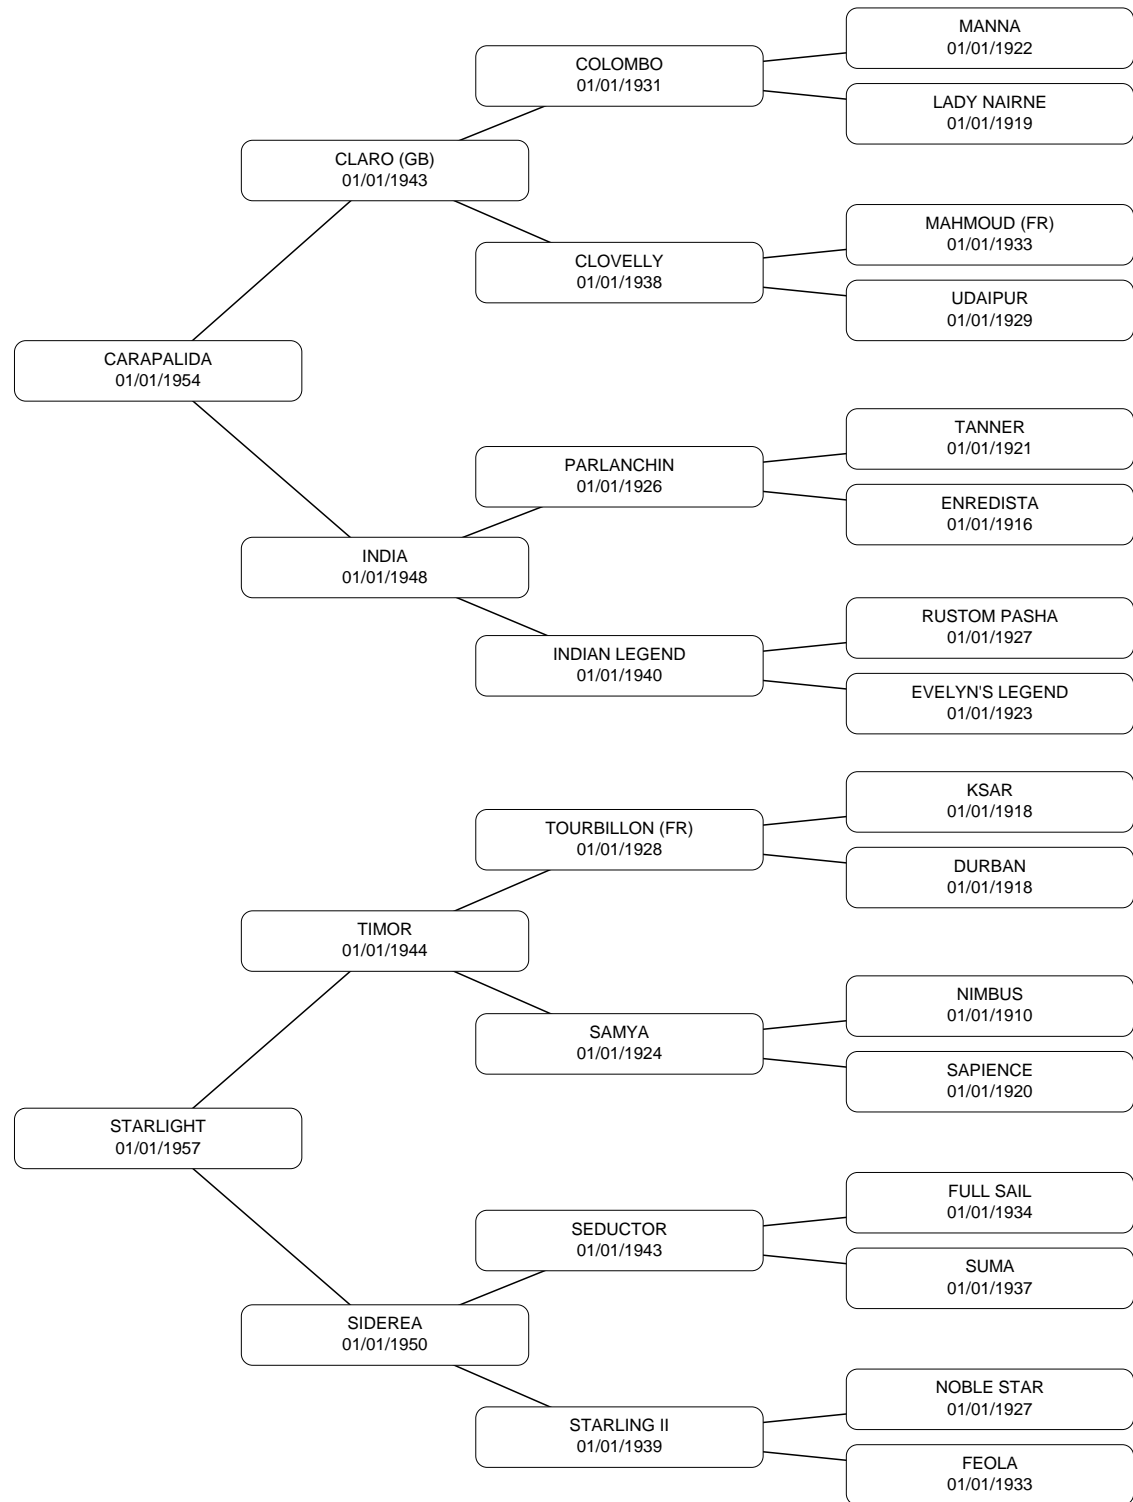 MANNA
01/01/1922
COLOMBO
01/01/1931
LADY NAIRNE
01/01/1919
CLARO (GB)
01/01/1943
MAHMOUD (FR)
01/01/1933
CLOVELLY
01/01/1938
UDAIPUR
01/01/1929
CARAPALIDA
01/01/1954
TANNER
01/01/1921
PARLANCHIN
01/01/1926
ENREDISTA
01/01/1916
INDIA
01/01/1948
RUSTOM PASHA
01/01/1927
INDIAN LEGEND
01/01/1940
EVELYN'S LEGEND
01/01/1923
KSAR
01/01/1918
TOURBILLON (FR)
01/01/1928
DURBAN
01/01/1918
TIMOR
01/01/1944
NIMBUS
01/01/1910
SAMYA
01/01/1924
SAPIENCE
01/01/1920
STARLIGHT
01/01/1957
FULL SAIL
01/01/1934
SEDUCTOR
01/01/1943
SUMA
01/01/1937
SIDEREA
01/01/1950
NOBLE STAR
01/01/1927
STARLING II
01/01/1939
FEOLA
01/01/1933